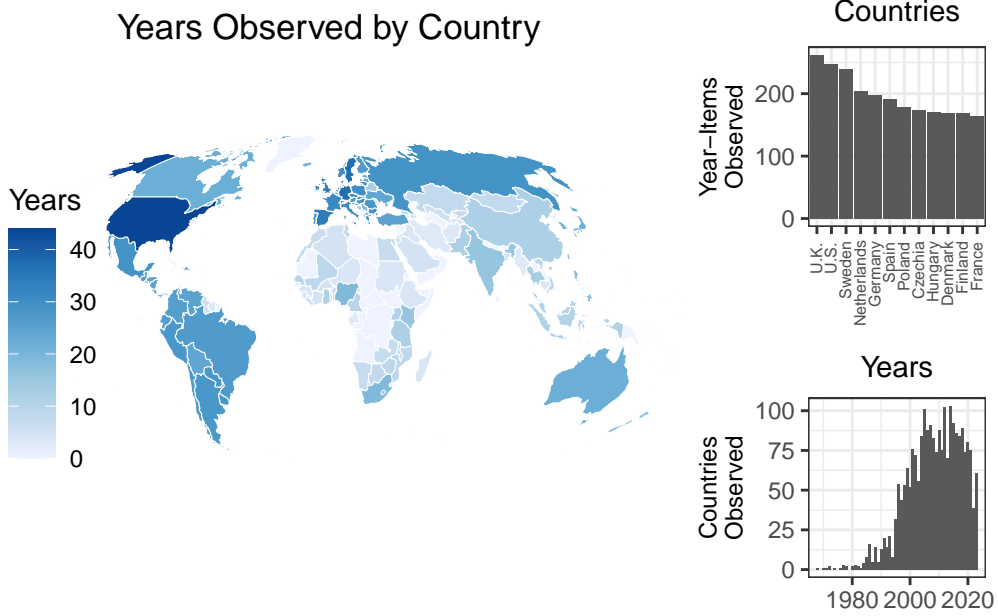 Years Observed by Country
Years
40
30
20
10
0
Countries
Year−Items
Observed
200
100
0
U.K.
U.S.
Sweden
Netherlands
Germany
Spain
Poland
Czechia
Hungary
Denmark
Finland
France
Years
Countries
Observed
100
75
50
25
0
1980 2000 2020